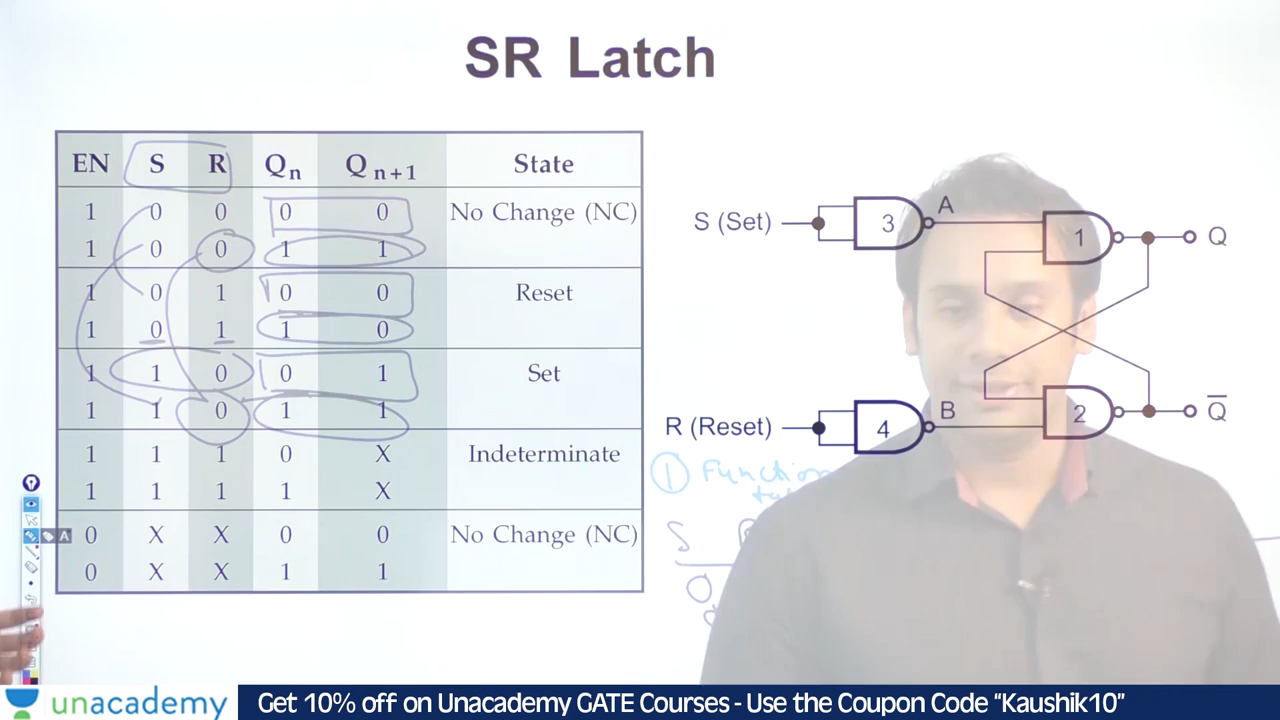 SR Latch
EN S R Qn Qn+1 State
1 0 0 0 0 No Change (NC)
1 0 0 1 1
1 0 1 0 0 Reset
1 0 1 1 0
1 1 0 0 1 Set
1 1 0 1 1
1 1 1 0 X Indeterminate
1 1 1 1 X
0 X X 0 0 No Change (NC)
0 X X 1 1
S (Set) 3 A 1 Q
R (Reset) 4 B 2 Q̅
① Function
S
0
A
unacademy
Get 10% off on Unacademy GATE Courses - Use the Coupon Code “Kaushik10”